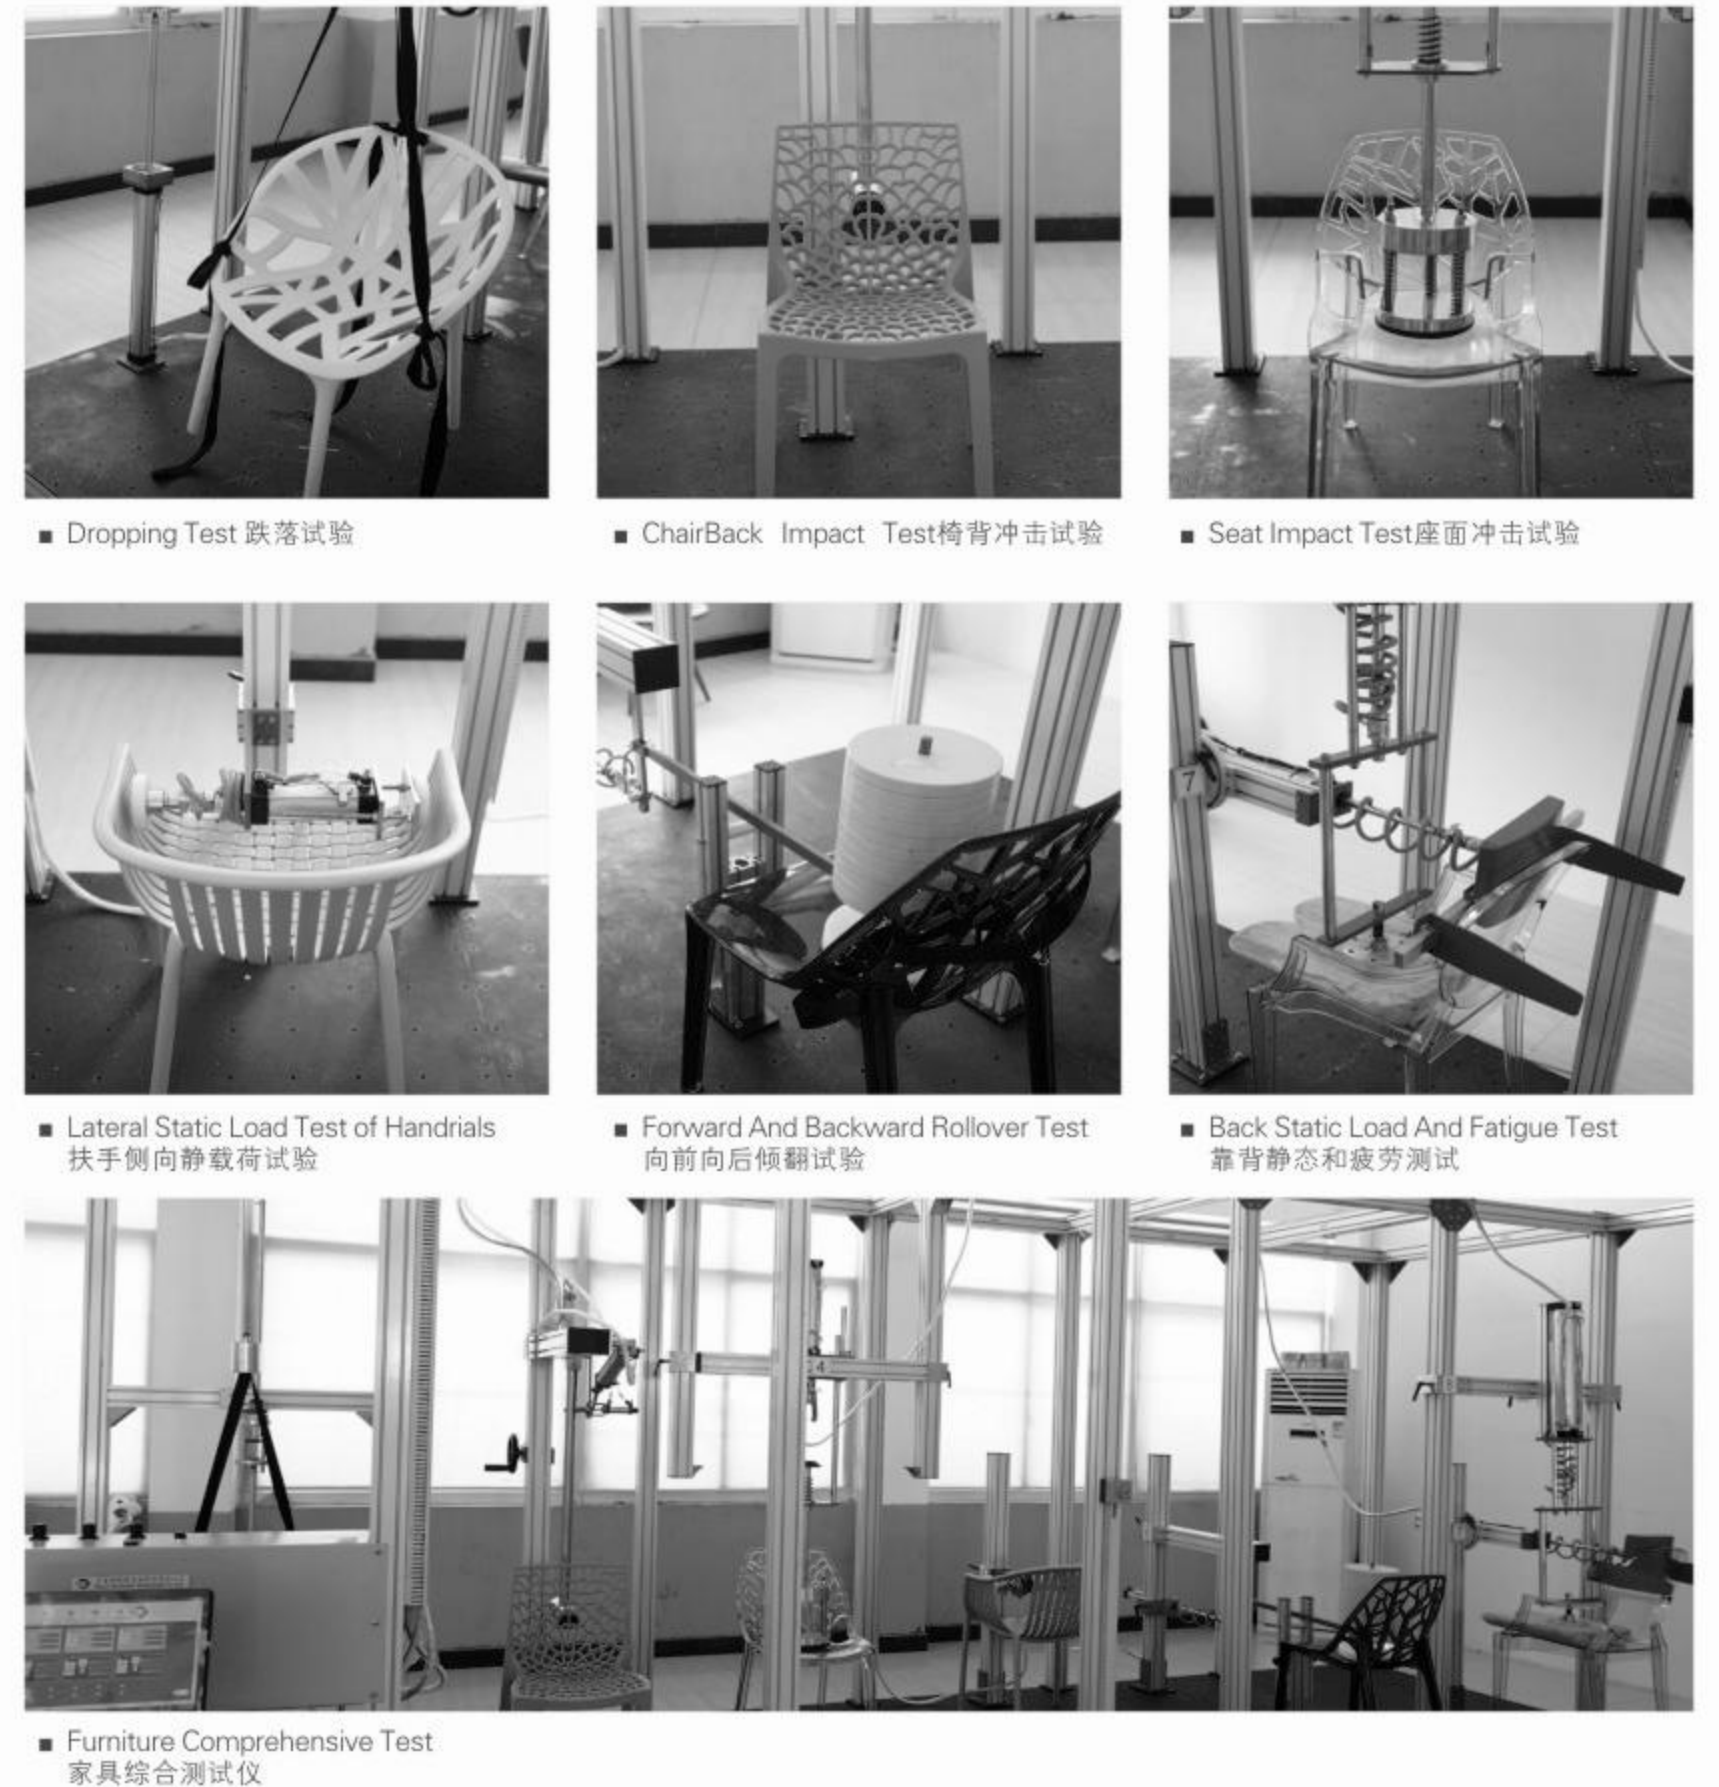 ■ Dropping Test 跌落试验
■ ChairBack Impact Test椅背冲击试验
■ Seat Impact Test座面冲击试验
7
■ Lateral Static Load Test of Handrials
扶手侧向静载荷试验
■ Forward And Backward Rollover Test
向前向后倾翻试验
■ Back Static Load And Fatigue Test
靠背静态和疲劳测试
4
■ Furniture Comprehensive Test
家具综合测试仪